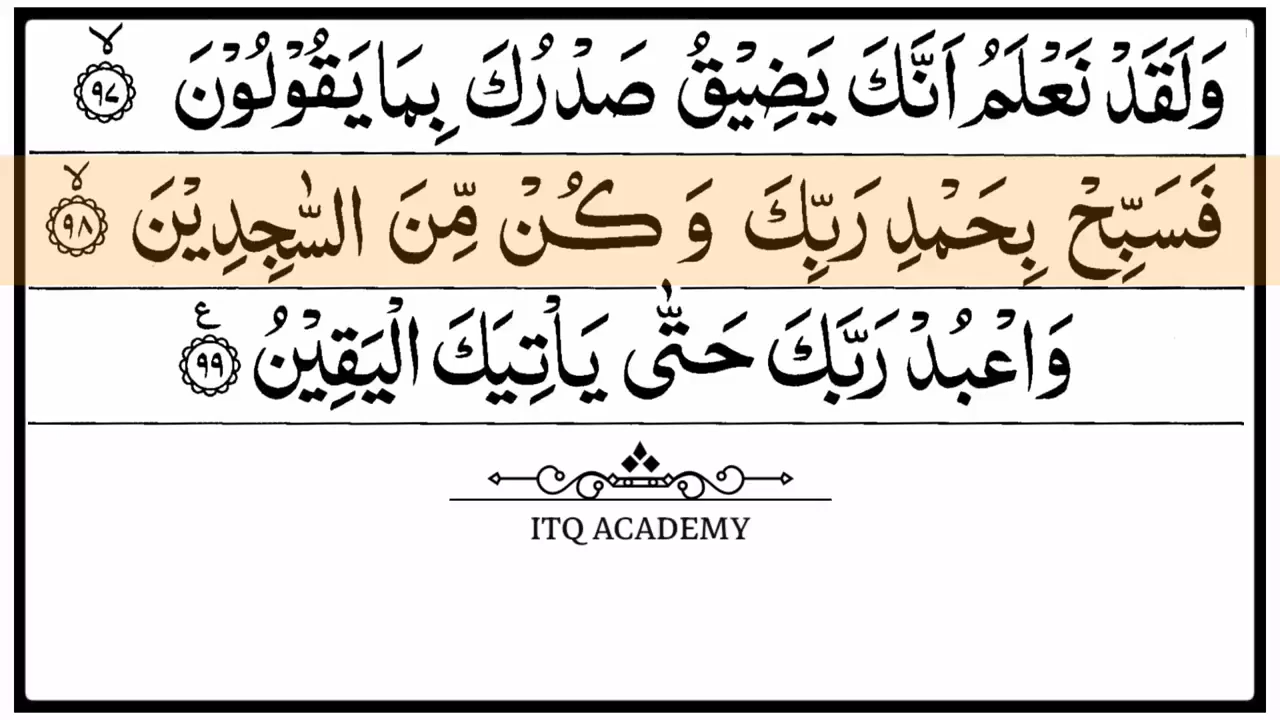 وَلَقَدْ نَعْلَمُ اَنَّكَ يَضِيْقُ صَدْرُكَ بِمَا يَقُوْلُوْنَ ۙ ﴿۹۷﴾
فَسَبِّحْ بِحَمْدِ رَبِّكَ وَ كُنْ مِّنَ السّٰجِدِيْنَ ۙ ﴿۹۸﴾
وَاعْبُدْ رَبَّكَ حَتّٰى يَاْتِيَكَ الْيَقِيْنُ ﴿۹۹﴾ ع
ITQ ACADEMY